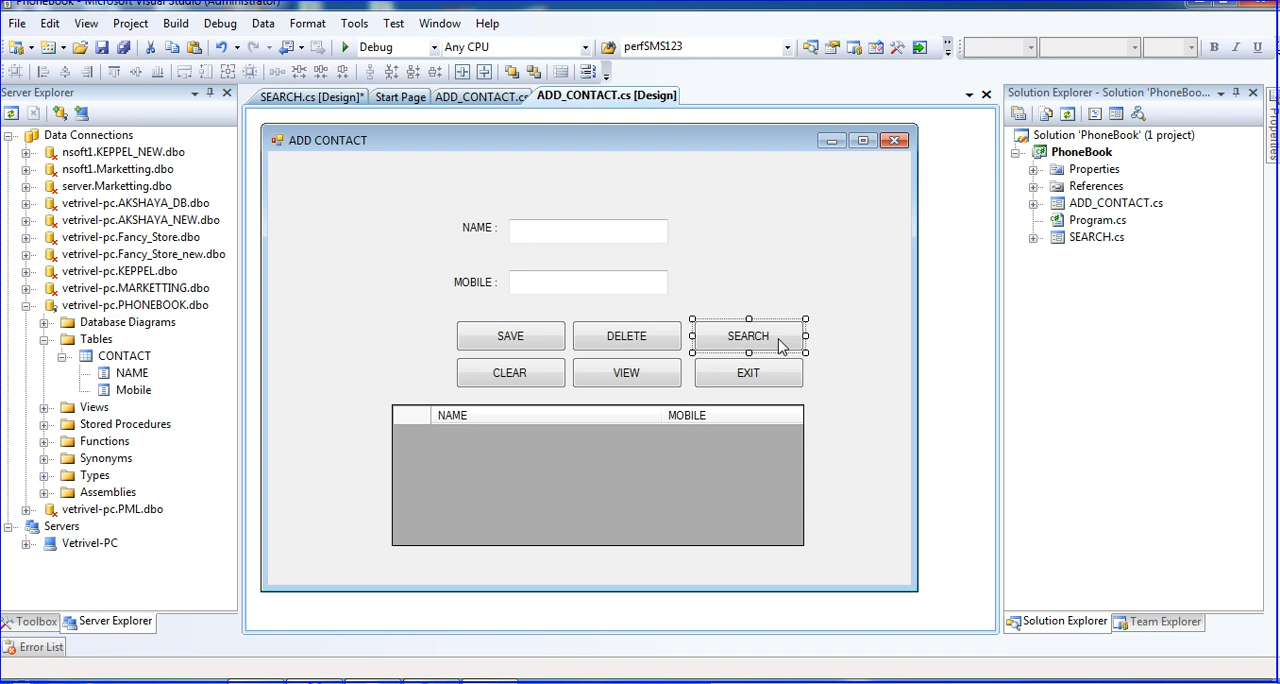 PhoneBook - Microsoft Visual Studio (Administrator)
File Edit View Project Build Debug Data Format Tools Test Window Help
Debug Any CPU perfSMS123 B I U
Server Explorer
SEARCH.cs [Design]* Start Page ADD_CONTACT.cs ADD_CONTACT.cs [Design]
Solution Explorer - Solution 'PhoneBoo...
Properties
Data Connections
nsoft1.KEPPEL_NEW.dbo
nsoft1.Marketting.dbo
server.Marketting.dbo
vetrivel-pc.AKSHAYA_DB.dbo
vetrivel-pc.AKSHAYA_NEW.dbo
vetrivel-pc.Fancy_Store.dbo
vetrivel-pc.Fancy_Store_new.dbo
vetrivel-pc.KEPPEL.dbo
vetrivel-pc.MARKETTING.dbo
vetrivel-pc.PHONEBOOK.dbo
Database Diagrams
Tables
CONTACT
NAME
Mobile
Views
Stored Procedures
Functions
Synonyms
Types
Assemblies
vetrivel-pc.PML.dbo
Servers
Vetrivel-PC
Toolbox Server Explorer
Error List
ADD CONTACT
NAME :
MOBILE :
SAVE DELETE SEARCH
CLEAR VIEW EXIT
NAME MOBILE
Solution 'PhoneBook' (1 project)
PhoneBook
Properties
References
ADD_CONTACT.cs
Program.cs
SEARCH.cs
Solution Explorer Team Explorer